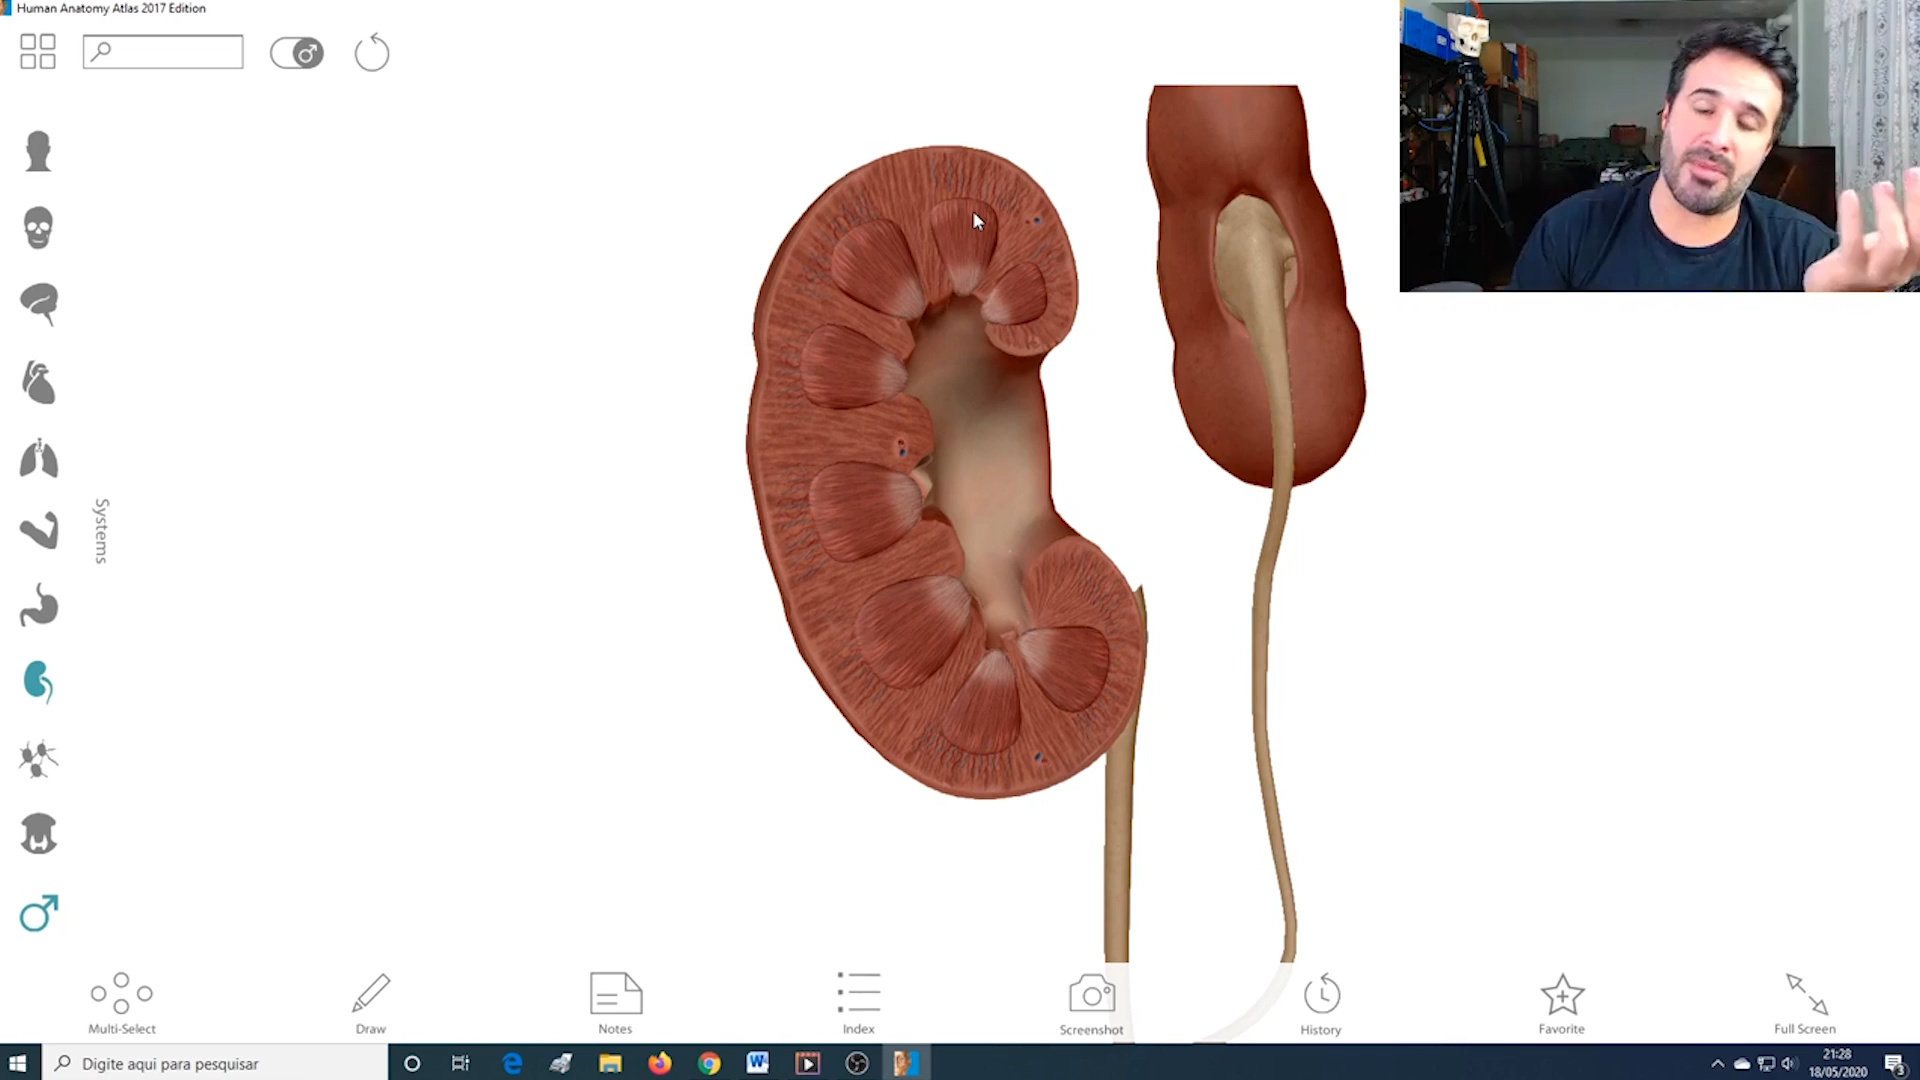 Human Anatomy Atlas 2017 Edition
Systems
Multi-Select
Draw
Notes
Index
Screenshot
History
Favorite
Full Screen
Digite aqui para pesquisar
21:28
18/05/2020
3